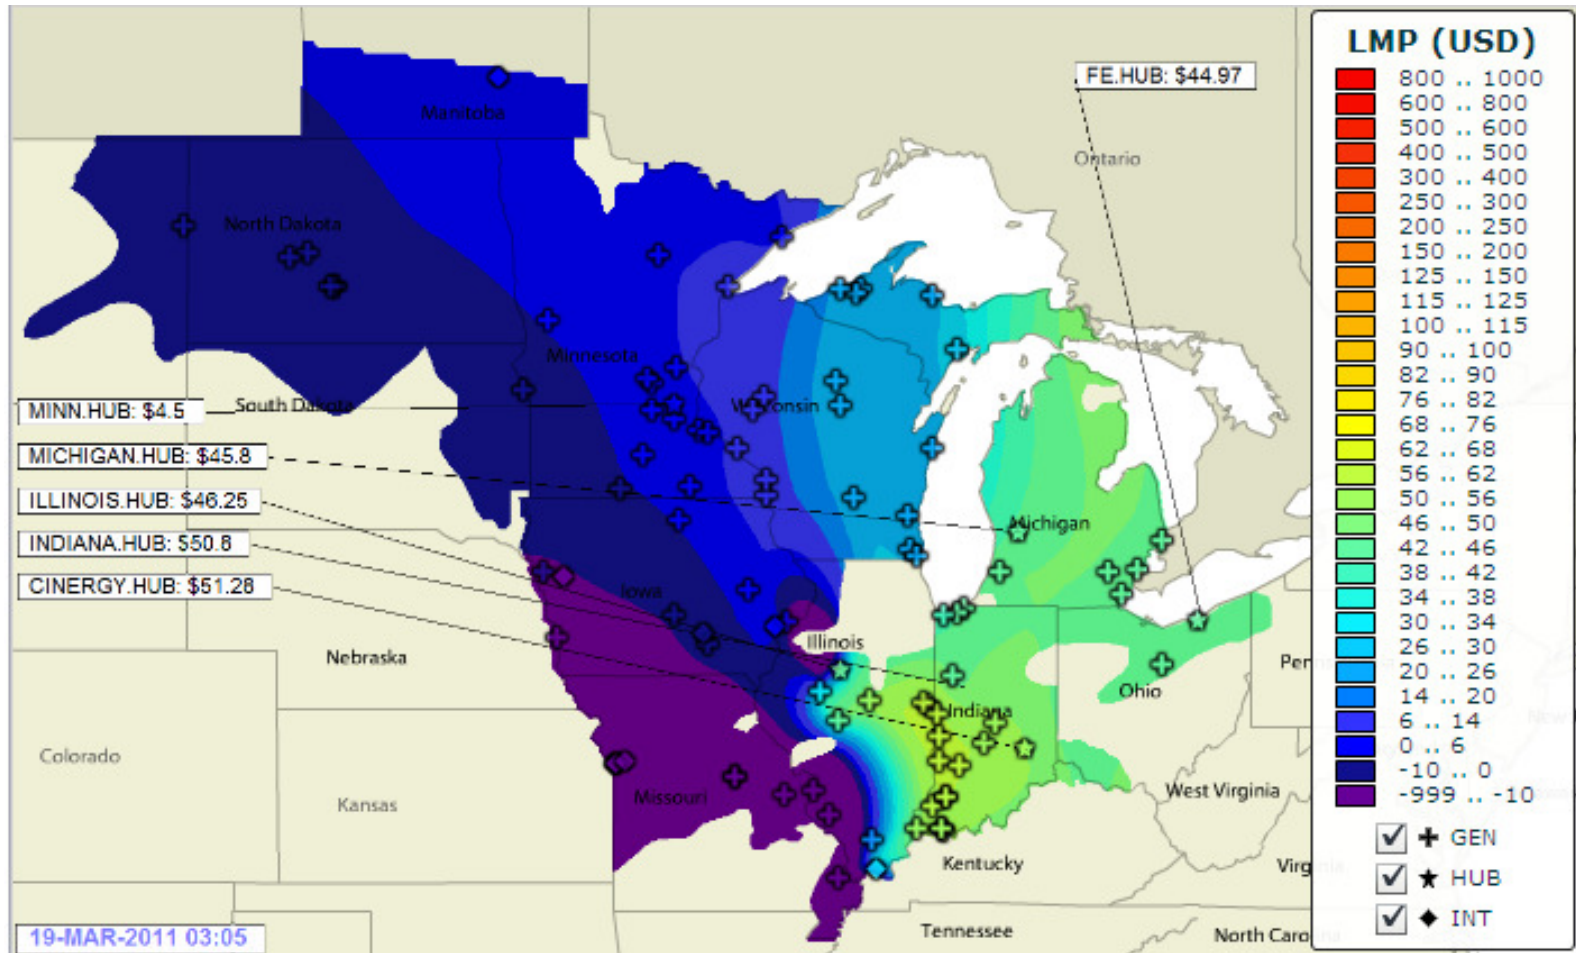 LMP (USD)
FE.HUB: $44.97
800 .. 1000
600 .. 800
500 .. 600
400 .. 500
300 .. 400
250 .. 300
200 .. 250
150 .. 200
125 .. 150
115 .. 125
100 .. 115
90 .. 100
82 .. 90
76 .. 82
68 .. 76
62 .. 68
56 .. 62
50 .. 56
46 .. 50
42 .. 46
38 .. 42
34 .. 38
30 .. 34
26 .. 30
20 .. 26
14 .. 20
6 .. 14
0 .. 6
-10 .. 0
-999 .. -10
GEN
HUB
INT
Manitoba
Ontario
North Dakota
Minnesota
MINN.HUB: $4.5
South Dakota
Wisconsin
MICHIGAN.HUB: $45.8
ILLINOIS.HUB: $46.25
Michigan
INDIANA.HUB: $50.8
CINERGY.HUB: $51.28
Iowa
Illinois
Nebraska
Ohio
Indiana
Colorado
Kansas
Missouri
West Virginia
Kentucky
Tennessee
North Caro
19-MAR-2011 03:05